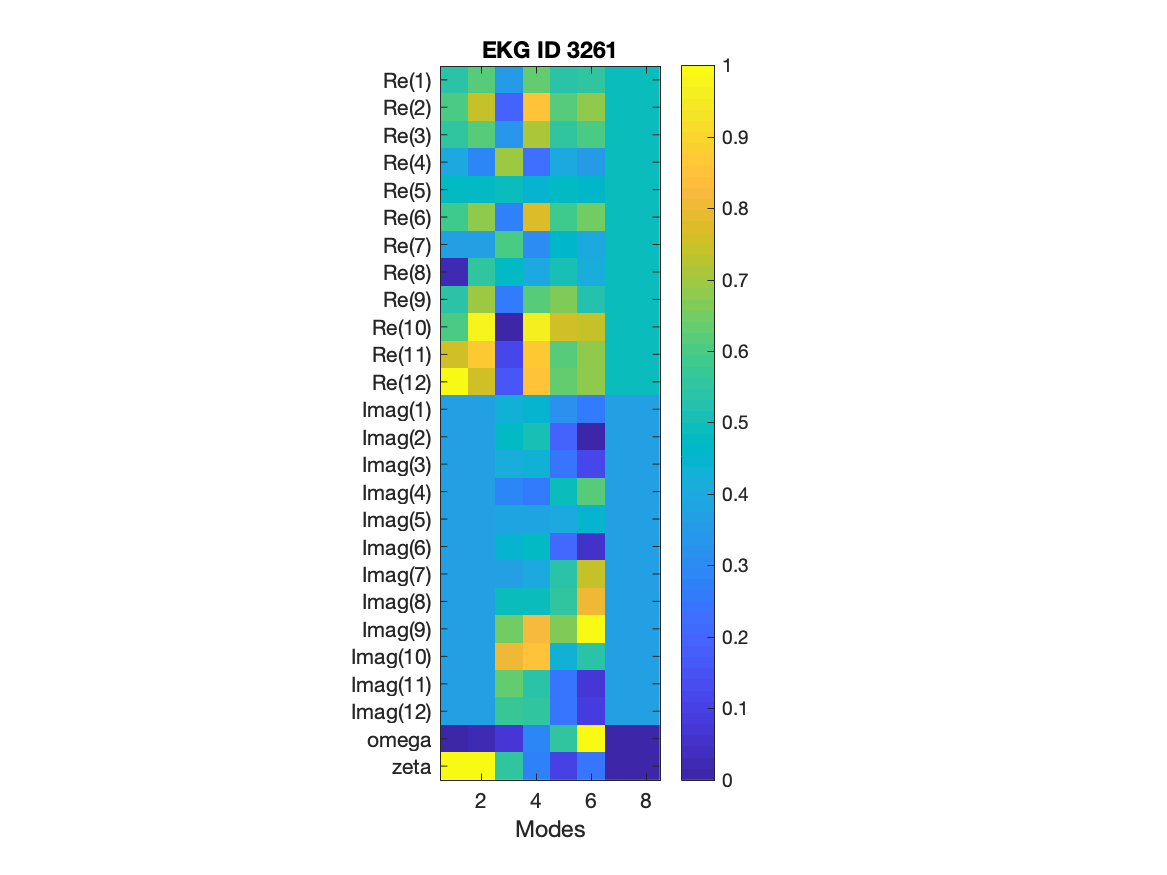 EKG ID 3261
Re(1)
Re(2)
Re(3)
Re(4)
Re(5)
Re(6)
Re(7)
Re(8)
Re(9)
Re(10)
Re(11)
Re(12)
Imag(1)
Imag(2)
Imag(3)
Imag(4)
Imag(5)
Imag(6)
Imag(7)
Imag(8)
Imag(9)
Imag(10)
Imag(11)
Imag(12)
omega
zeta
2 4 6 8
Modes
1
0.9
0.8
0.7
0.6
0.5
0.4
0.3
0.2
0.1
0